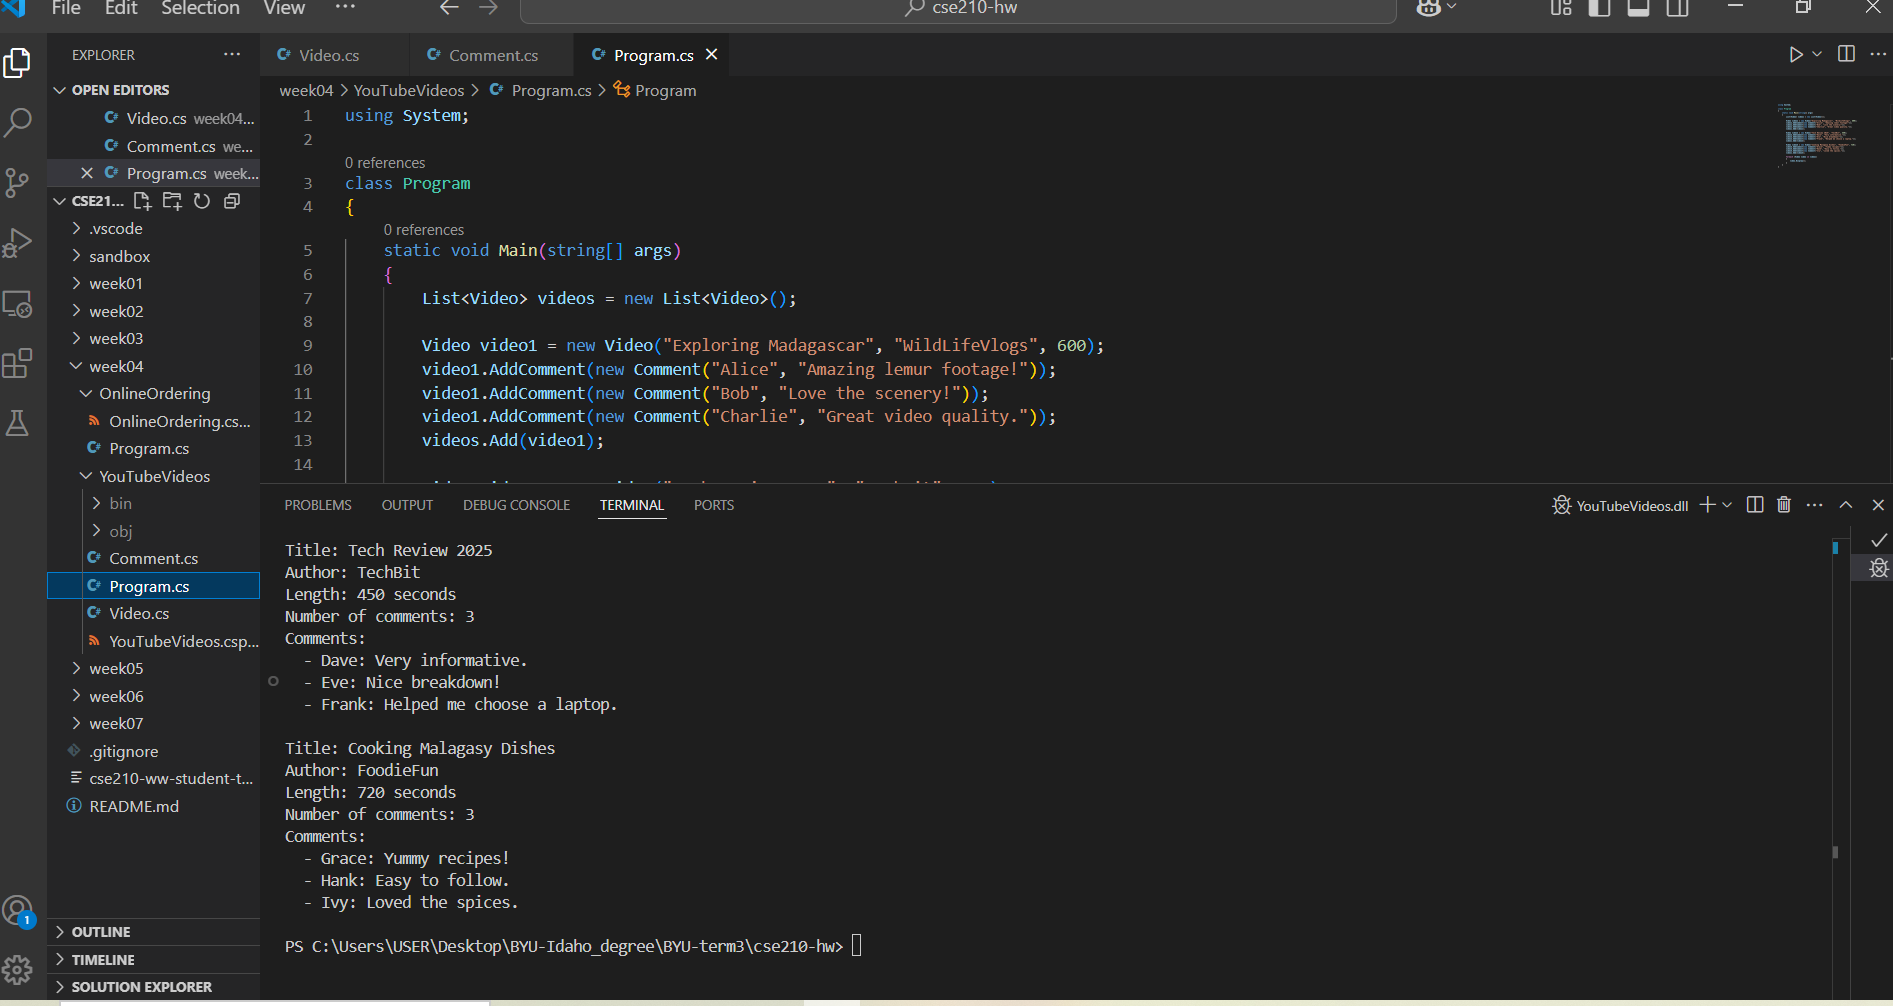 File Edit Selection View ··· cse210-hw
EXPLORER ···
OPEN EDITORS
Video.cs week04...
Comment.cs we...
Program.cs week...
CSE21...
.vscode
sandbox
week01
week02
week03
week04
OnlineOrdering
OnlineOrdering.cs...
Program.cs
YouTubeVideos
bin
obj
Comment.cs
Program.cs
Video.cs
YouTubeVideos.csp...
week05
week06
week07
.gitignore
cse210-ww-student-t...
README.md
1
OUTLINE
TIMELINE
SOLUTION EXPLORER
Video.cs Comment.cs Program.cs
week04 > YouTubeVideos > Program.cs > Program
1 using System;
2
0 references
3 class Program
4 {
0 references
5 static void Main(string[] args)
6 {
7 List<Video> videos = new List<Video>();
8
9 Video video1 = new Video("Exploring Madagascar", "WildLifeVlogs", 600);
10 video1.AddComment(new Comment("Alice", "Amazing lemur footage!"));
11 video1.AddComment(new Comment("Bob", "Love the scenery!"));
12 video1.AddComment(new Comment("Charlie", "Great video quality."));
13 videos.Add(video1);
14
PROBLEMS OUTPUT DEBUG CONSOLE TERMINAL PORTS YouTubeVideos.dll
Title: Tech Review 2025
Author: TechBit
Length: 450 seconds
Number of comments: 3
Comments:
- Dave: Very informative.
- Eve: Nice breakdown!
- Frank: Helped me choose a laptop.
Title: Cooking Malagasy Dishes
Author: FoodieFun
Length: 720 seconds
Number of comments: 3
Comments:
- Grace: Yummy recipes!
- Hank: Easy to follow.
- Ivy: Loved the spices.
PS C:\Users\USER\Desktop\BYU-Idaho_degree\BYU-term3\cse210-hw>